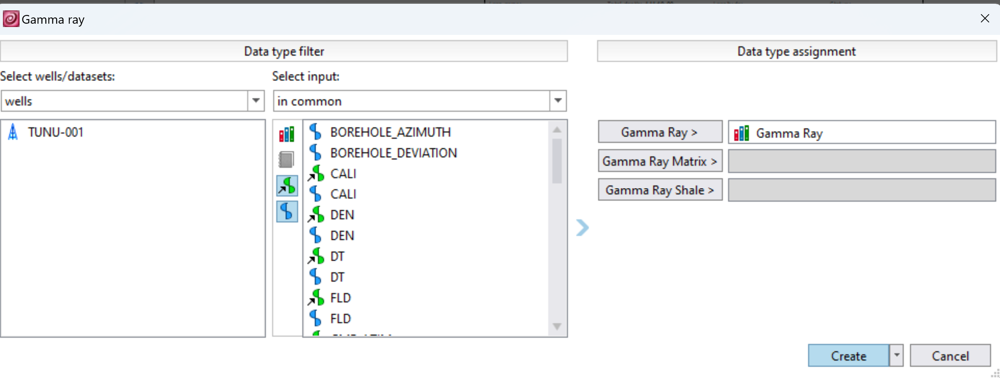 Gamma ray
Data type filter
Data type assignment
Select wells/datasets:
Select input:
wells
in common
TUNU-001
BOREHOLE_AZIMUTH
BOREHOLE_DEVIATION
CALI
CALI
DEN
DEN
DT
DT
FLD
FLD
Gamma Ray >
Gamma Ray
Gamma Ray Matrix >
Gamma Ray Shale >
Create
Cancel